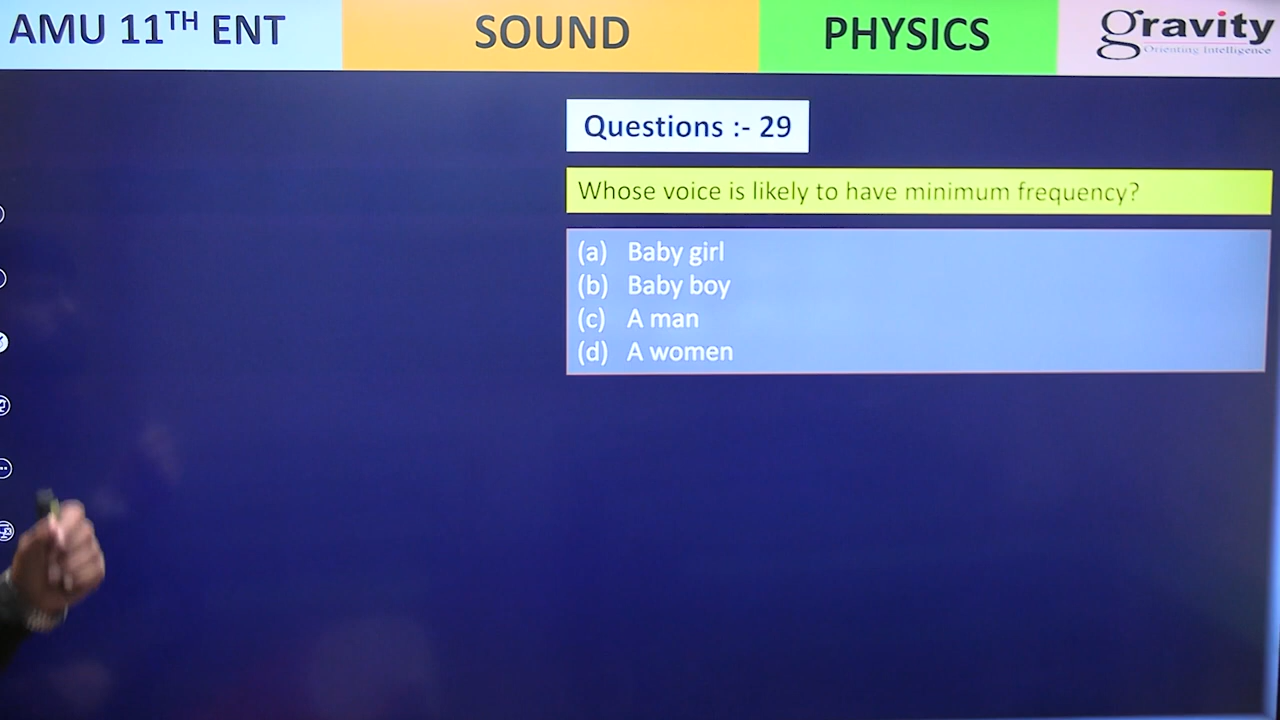 AMU 11TH ENT
SOUND
PHYSICS
gravity
Orienting Intelligence
Questions :- 29
Whose voice is likely to have minimum frequency?
(a) Baby girl
(b) Baby boy
(c) A man
(d) A women